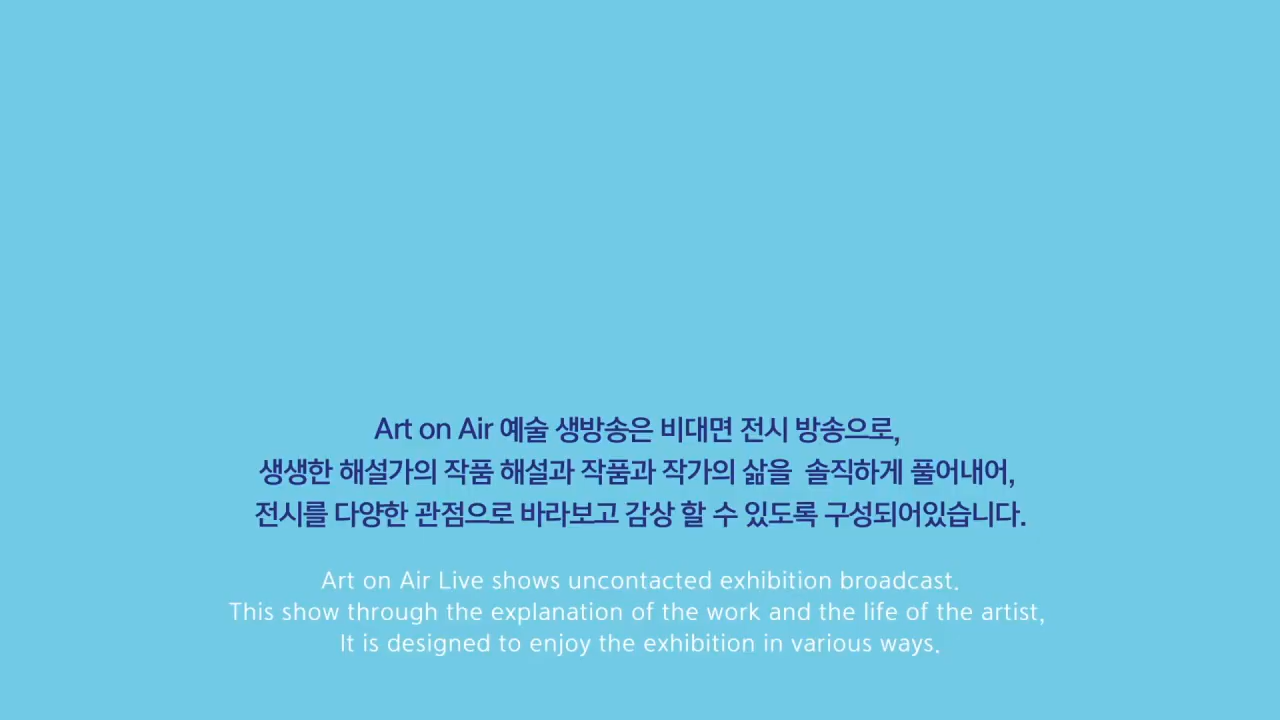 Art on Air 예술 생방송은 비대면 전시 방송으로,
생생한 해설가의 작품 해설과 작품과 작가의 삶을  솔직하게 풀어내어,
전시를 다양한 관점으로 바라보고 감상 할 수 있도록 구성되어있습니다.
Art on Air Live shows uncontacted exhibition broadcast.
This show through the explanation of the work and the life of the artist,
It is designed to enjoy the exhibition in various ways.